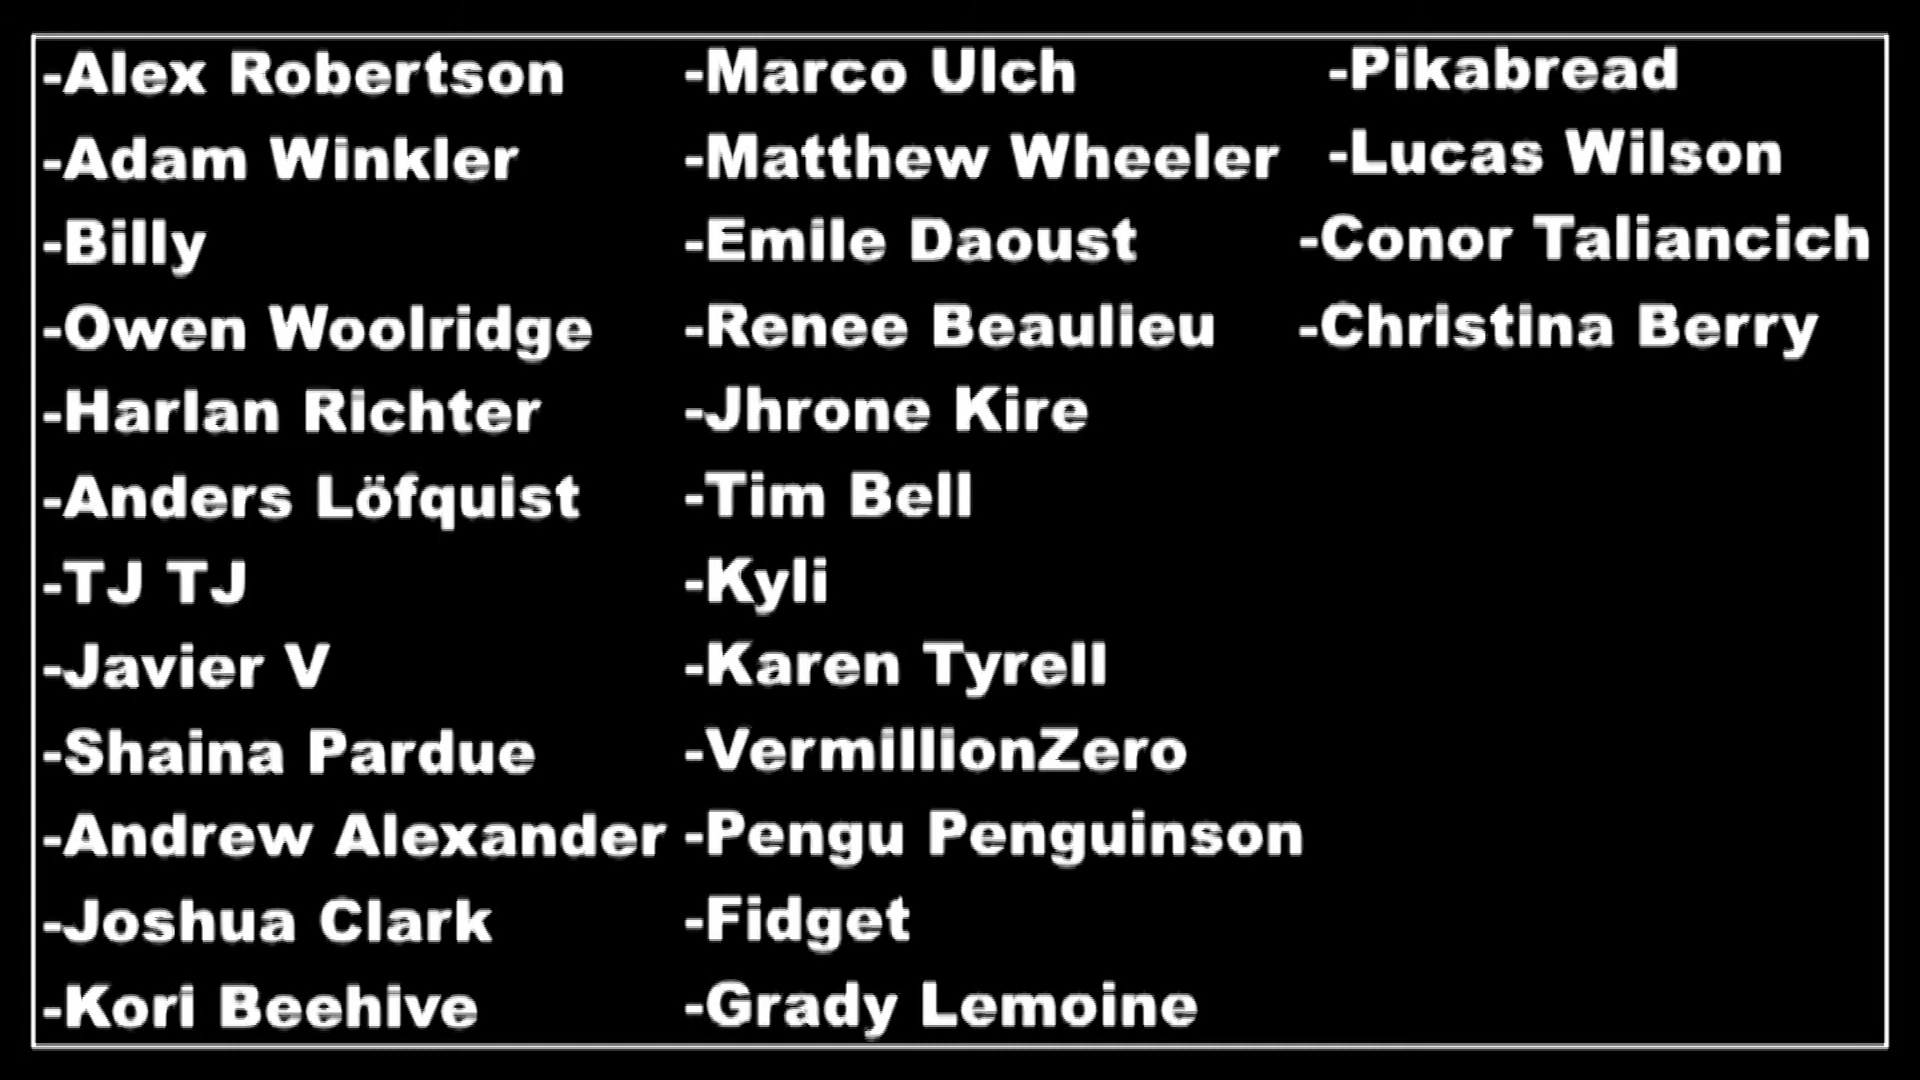 -Alex Robertson
-Adam Winkler
-Billy
-Owen Woolridge
-Harlan Richter
-Anders Löfquist
-TJ TJ
-Javier V
-Shaina Pardue
-Andrew Alexander
-Joshua Clark
-Kori Beehive
-Marco Ulch
-Matthew Wheeler
-Emile Daoust
-Renee Beaulieu
-Jhrone Kire
-Tim Bell
-Kyli
-Karen Tyrell
-VermilllionZero
-Pengu Penguinson
-Fidget
-Grady Lemoine
-Pikabread
-Lucas Wilson
-Conor Taliancich
-Christina Berry